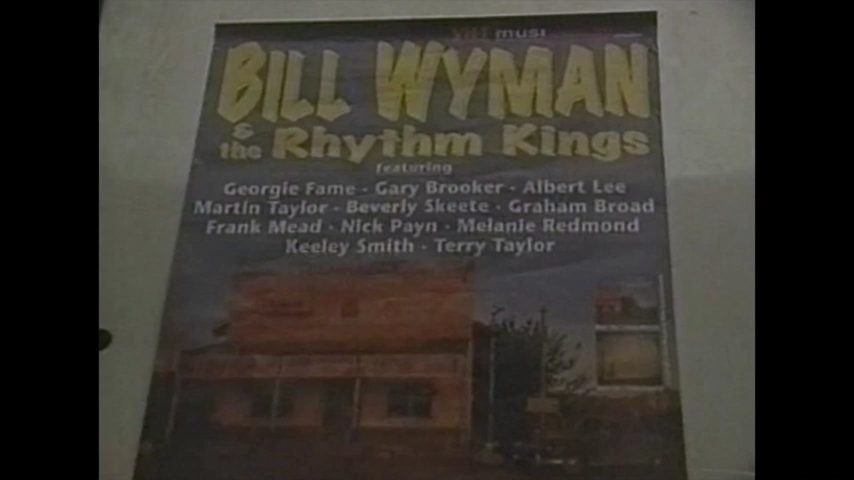 musi
BILL WYMAN
& the Rhythm Kings
featuring
Georgie Fame - Gary Brooker - Albert Lee
Martin Taylor - Beverly Skeete - Graham Broad
Frank Mead - Nick Payn - Melanie Redmond
Keeley Smith - Terry Taylor